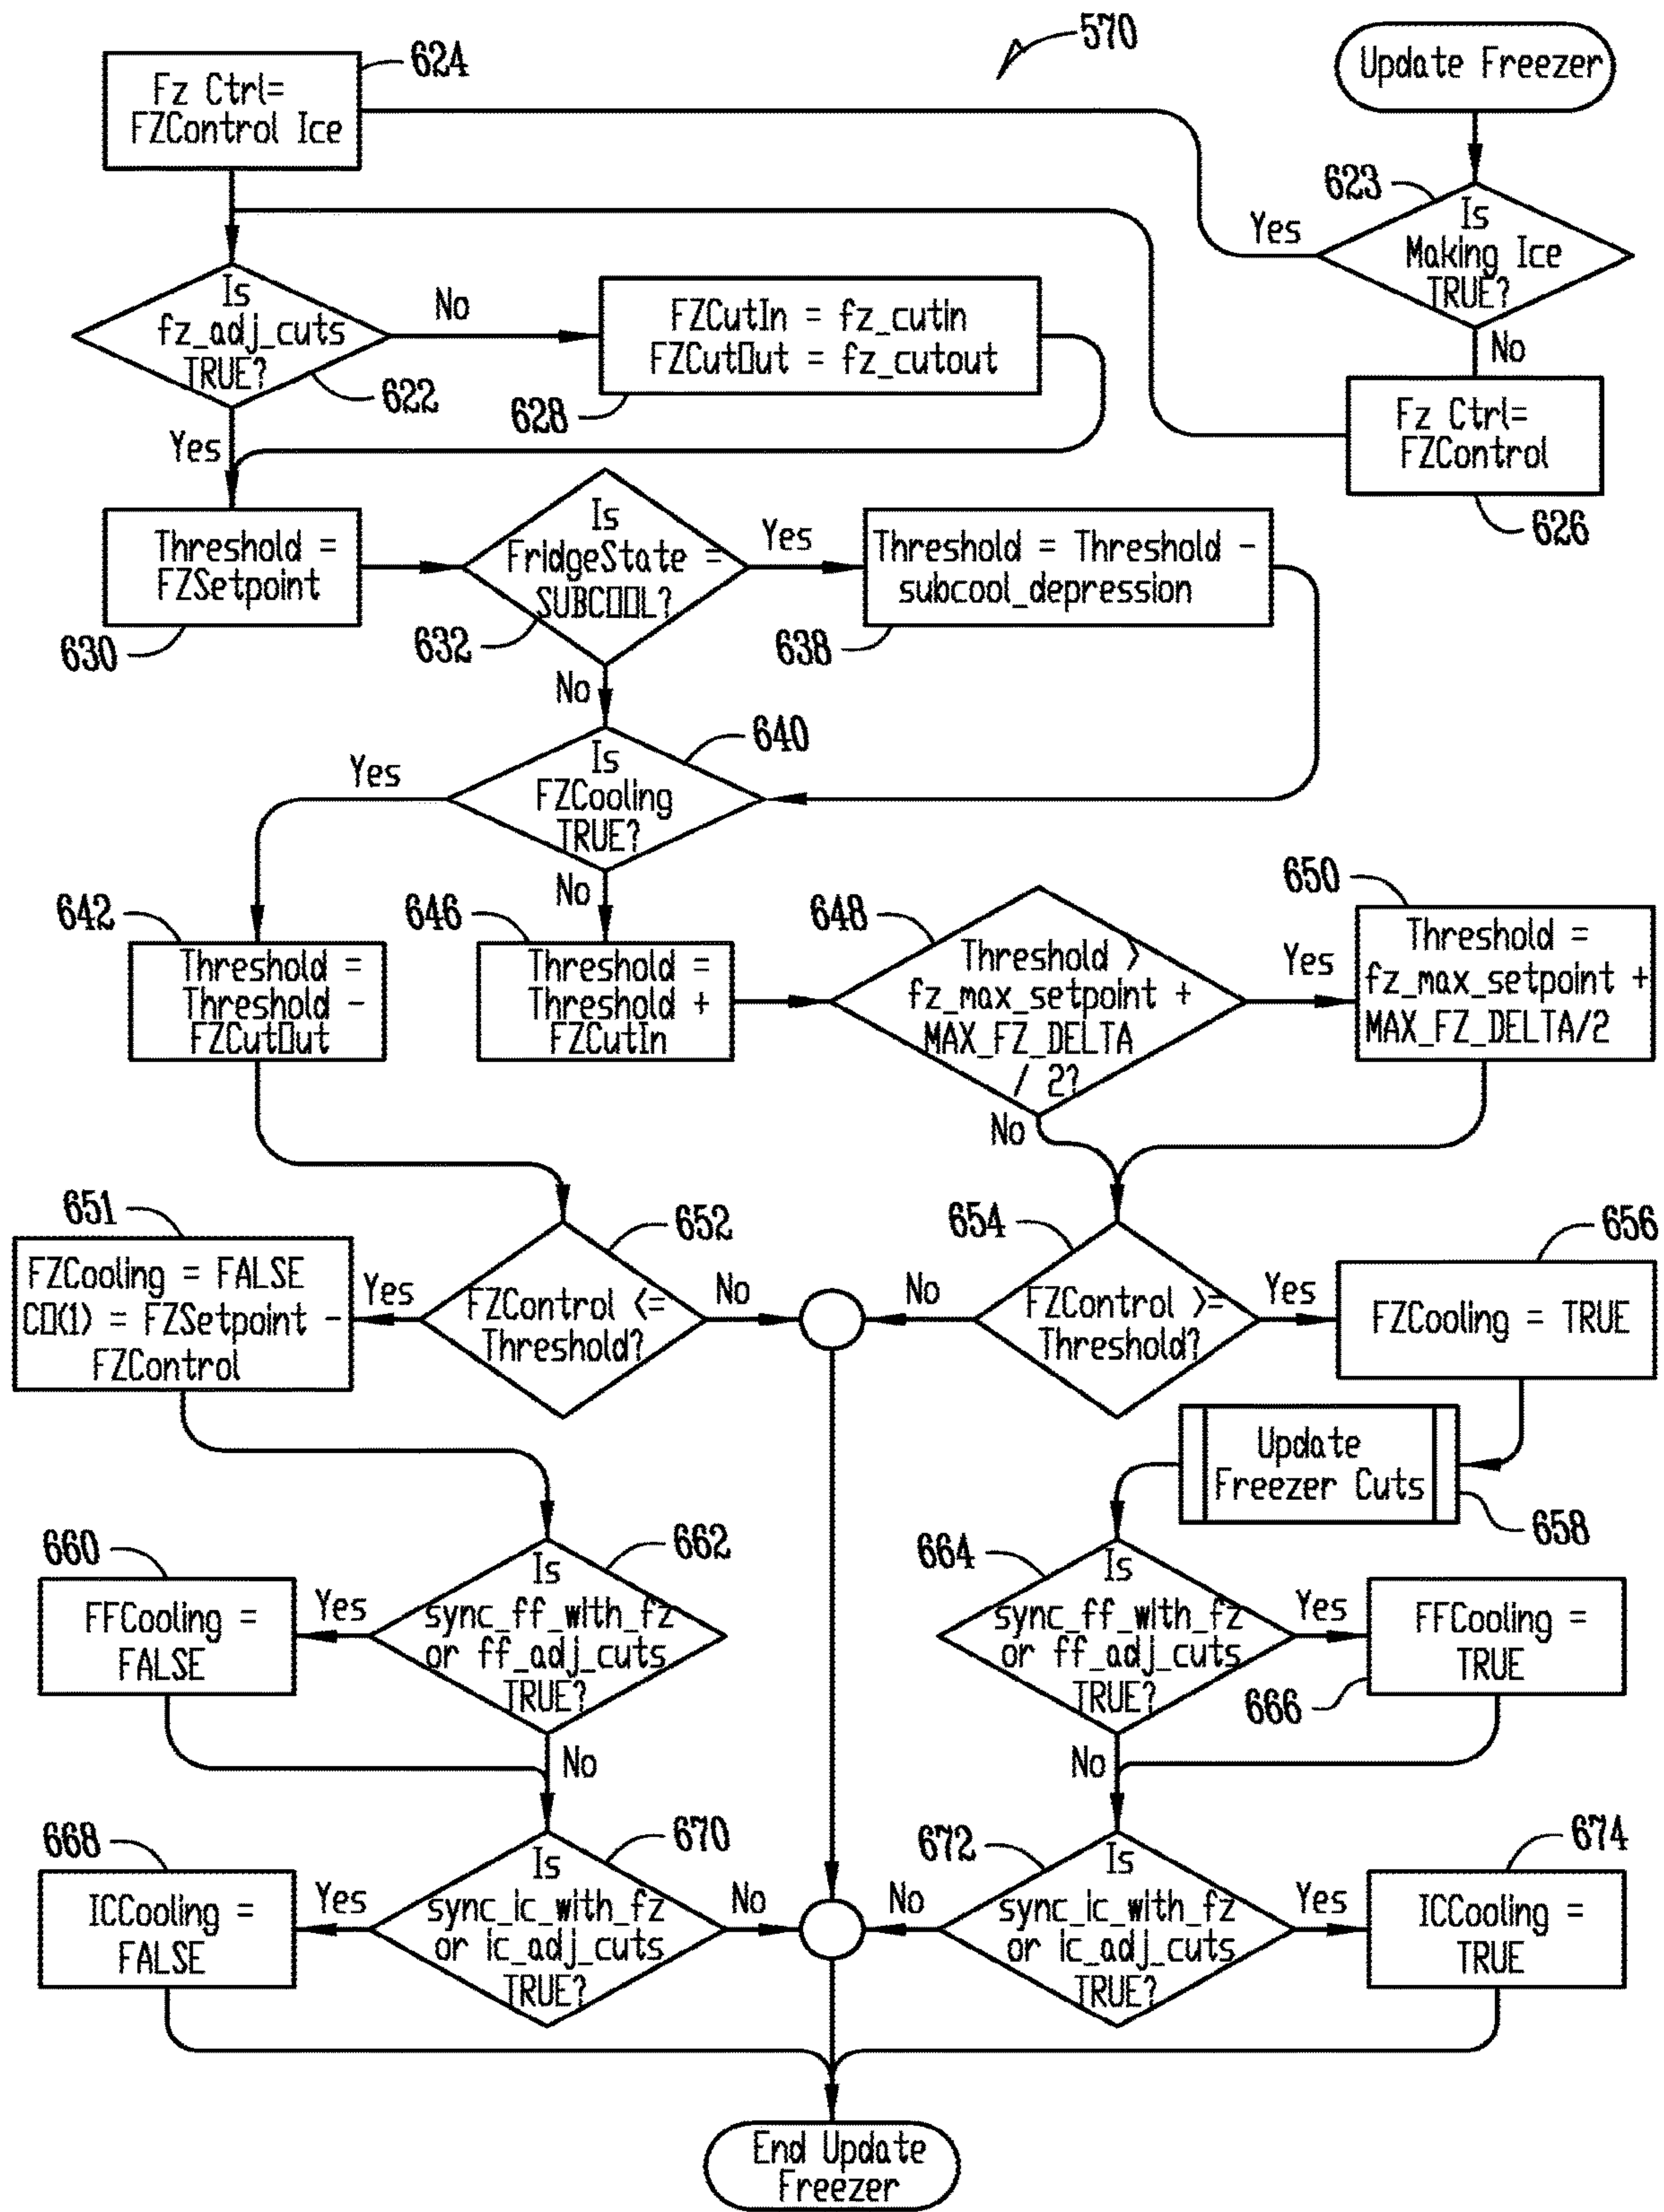 570
Update Freezer
624
Fz Ctrl=
FZControl Ice
623
Is
Making Ice
TRUE?
Yes
No
Is
fz_adj_cuts
TRUE?
622
No
Yes
FZCutIn = fz_cutin
FZCutOut = fz_cutout
628
Fz Ctrl=
FZControl
626
Threshold =
FZSetpoint
630
Is
FridgeState =
SUBCOOL?
632
Yes
No
Threshold = Threshold -
subcool_depression
638
640
Is
FZCooling
TRUE?
Yes
No
642
Threshold =
Threshold -
FZCutOut
646
Threshold =
Threshold +
FZCutIn
648
Threshold >
fz_max_setpoint +
MAX_FZ_DELTA
/ 2?
Yes
No
650
Threshold =
fz_max_setpoint +
MAX_FZ_DELTA/2
651
FZCooling = FALSE
CO(1) = FZSetpoint -
FZControl
Yes
652
FZControl <=
Threshold?
No
654
FZControl >=
Threshold?
No
Yes
656
FZCooling = TRUE
Update
Freezer Cuts
658
660
FFCooling =
FALSE
Yes
662
Is
sync_ff_with_fz
or ff_adj_cuts
TRUE?
No
664
Is
sync_ff_with_fz
or ff_adj_cuts
TRUE?
Yes
No
FFCooling =
TRUE
666
668
ICCooling =
FALSE
Yes
670
Is
sync_ic_with_fz
or ic_adj_cuts
TRUE?
No
672
Is
sync_ic_with_fz
or ic_adj_cuts
TRUE?
No
Yes
674
ICCooling =
TRUE
End Update
Freezer